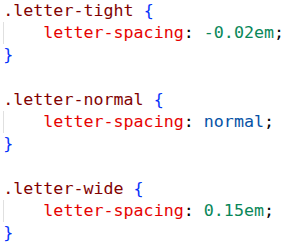 .letter-tight {
    letter-spacing: -0.02em;
}

.letter-normal {
    letter-spacing: normal;
}

.letter-wide {
    letter-spacing: 0.15em;
}